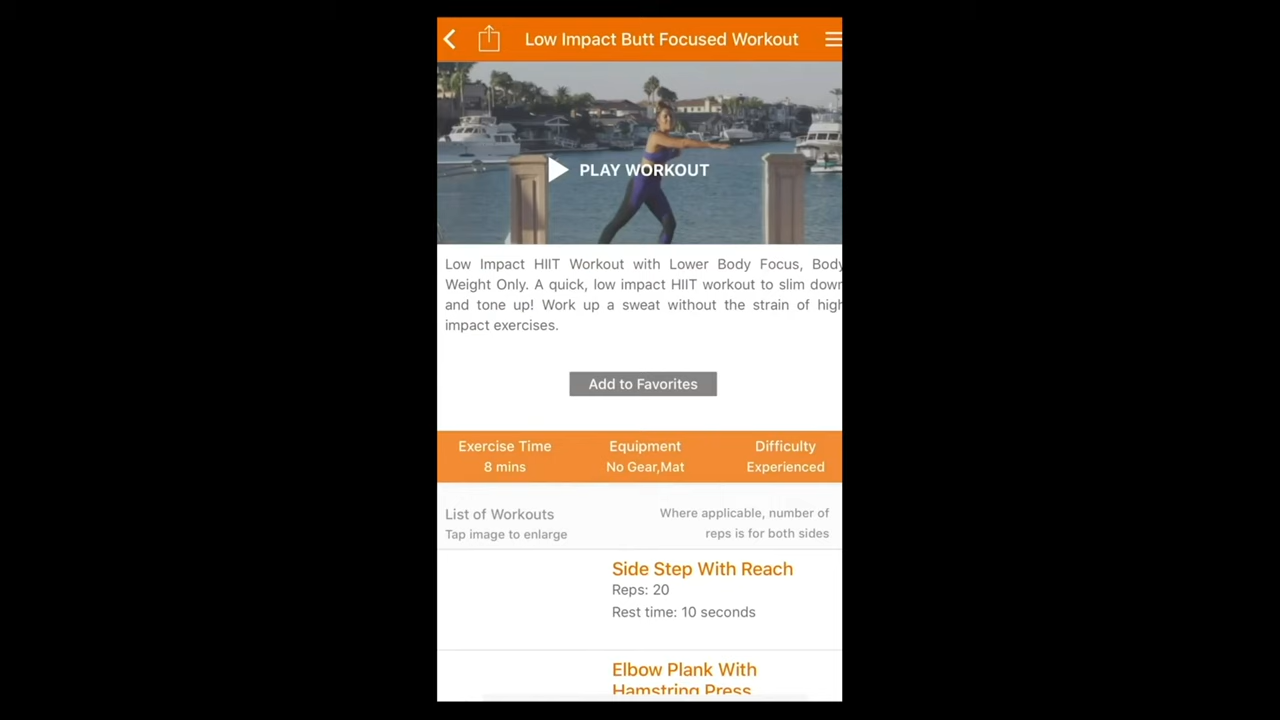 Low Impact Butt Focused Workout
PLAY WORKOUT
Low Impact HIIT Workout with Lower Body Focus, Body
Weight Only. A quick, low impact HIIT workout to slim down
and tone up! Work up a sweat without the strain of high
impact exercises.
Add to Favorites
Exercise Time
8 mins
Equipment
No Gear,Mat
Difficulty
Experienced
List of Workouts
Tap image to enlarge
Where applicable, number of
reps is for both sides
Side Step With Reach
Reps: 20
Rest time: 10 seconds
Elbow Plank With
Hamstring Press